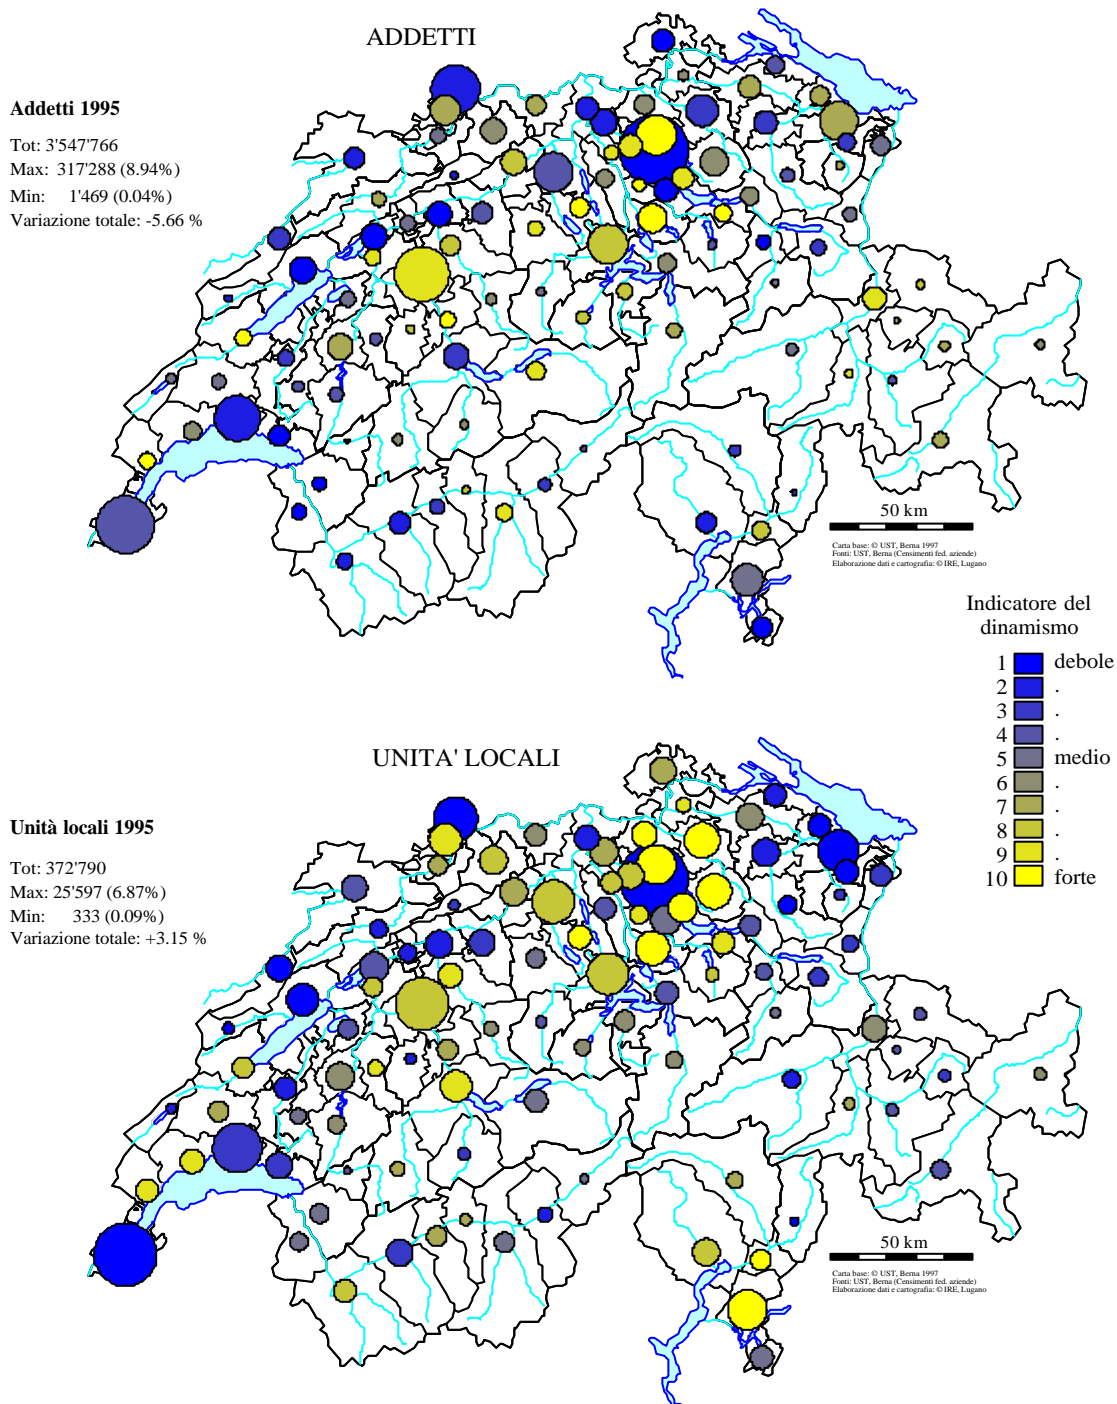 ADDETTI
Addetti 1995
Tot: 3'547'766
Max: 317'288 (8.94%)
Min: 1'469 (0.04%)
Variazione totale: -5.66 %
50 km
Carta base: © UST, Berna 1997
Fonti: UST, Berna (Censimenti fed. aziende)
Elaborazione dati e cartografia: © IRE, Lugano
Indicatore del
dinamismo
1 debole
2 .
3 .
4 .
5 medio
6 .
7 .
8 .
9 .
10 forte
UNITA' LOCALI
Unità locali 1995
Tot: 372'790
Max: 25'597 (6.87%)
Min: 333 (0.09%)
Variazione totale: +3.15 %
50 km
Carta base: © UST, Berna 1997
Fonti: UST, Berna (Censimenti fed. aziende)
Elaborazione dati e cartografia: © IRE, Lugano